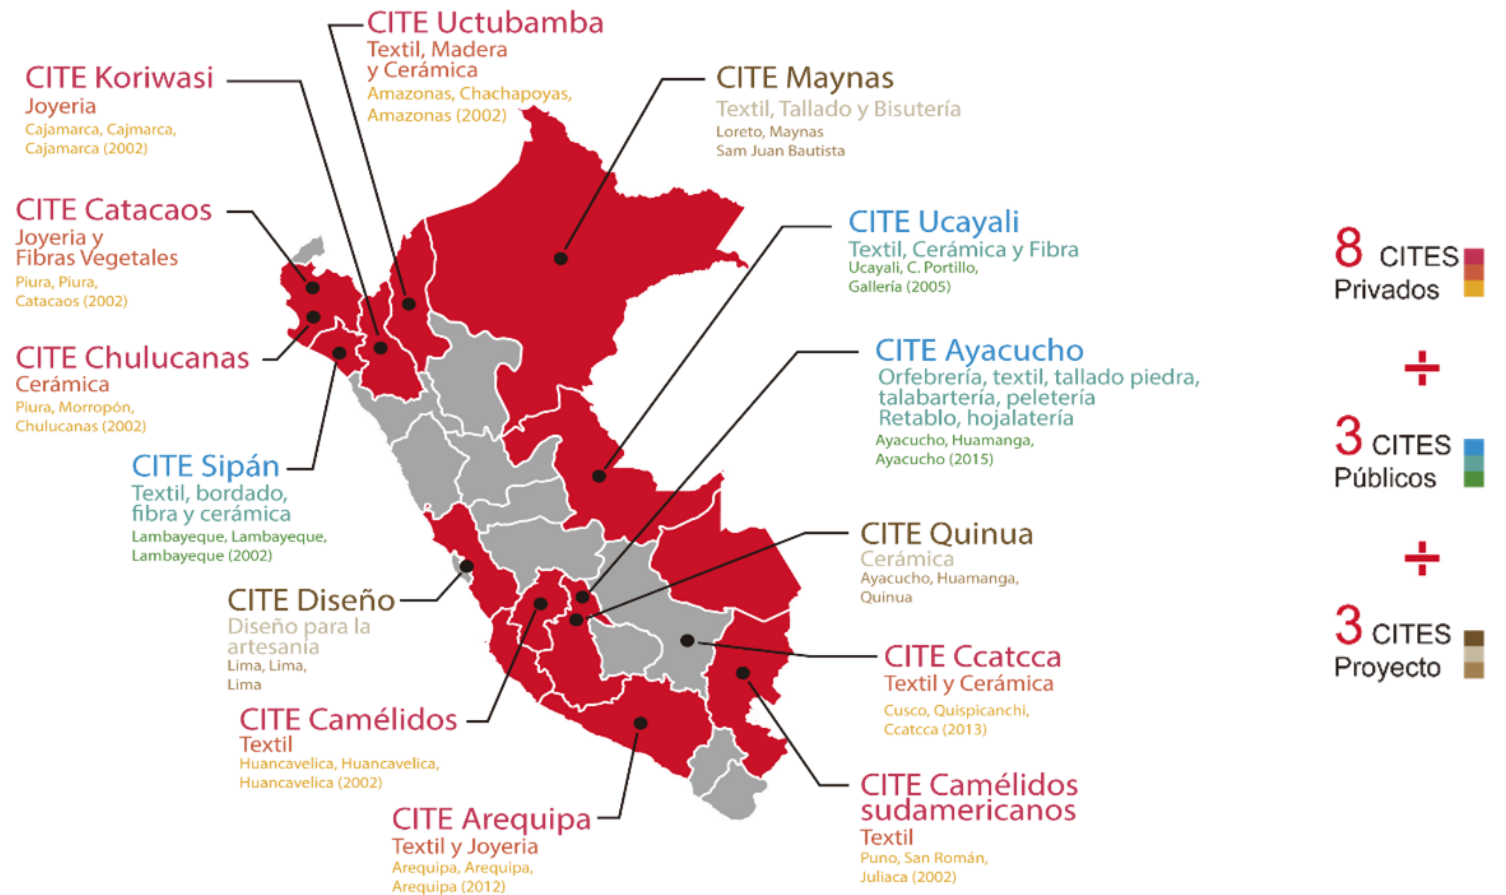 CITE Uctubamba
Textil, Madera
y Cerámica
Amazonas, Chachapoyas,
Amazonas (2002)
CITE Koriwasi
Joyeria
Cajamarca, Cajmarca,
Cajamarca (2002)
CITE Maynas
Textil, Tallado y Bisutería
Loreto, Maynas
Sam Juan Bautista
CITE Catacaos
Joyeria y
Fibras Vegetales
Piura, Piura,
Catacaos (2002)
CITE Ucayali
Textil, Cerámica y Fibra
Ucayali, C. Portillo,
Gallería (2005)
CITE Chulucanas
Cerámica
Piura, Morropón,
Chulucanas (2002)
CITE Ayacucho
Orfebrería, textil, tallado piedra,
talabartería, peletería
Retablo, hojalatería
Ayacucho, Huamanga,
Ayacucho (2015)
CITE Sipán
Textil, bordado,
fibra y cerámica
Lambayeque, Lambayeque,
Lambayeque (2002)
CITE Quinua
Cerámica
Ayacucho, Huamanga,
Quinua
CITE Diseño
Diseño para la
artesania
Lima, Lima,
Lima
CITE Ccatcca
Textil y Cerámica
Cusco, Quispicanchi,
Ccatcca (2013)
CITE Camélidos
Textil
Huancavelica, Huancavelica,
Huancavelica (2002)
CITE Camélidos
sudamericanos
Textil
Puno, San Román,
Juliaca (2002)
CITE Arequipa
Textil y Joyeria
Arequipa, Arequipa,
Arequipa (2012)
8 CITES
Privados
÷
3 CITES
Públicos
÷
3 CITES
Proyecto